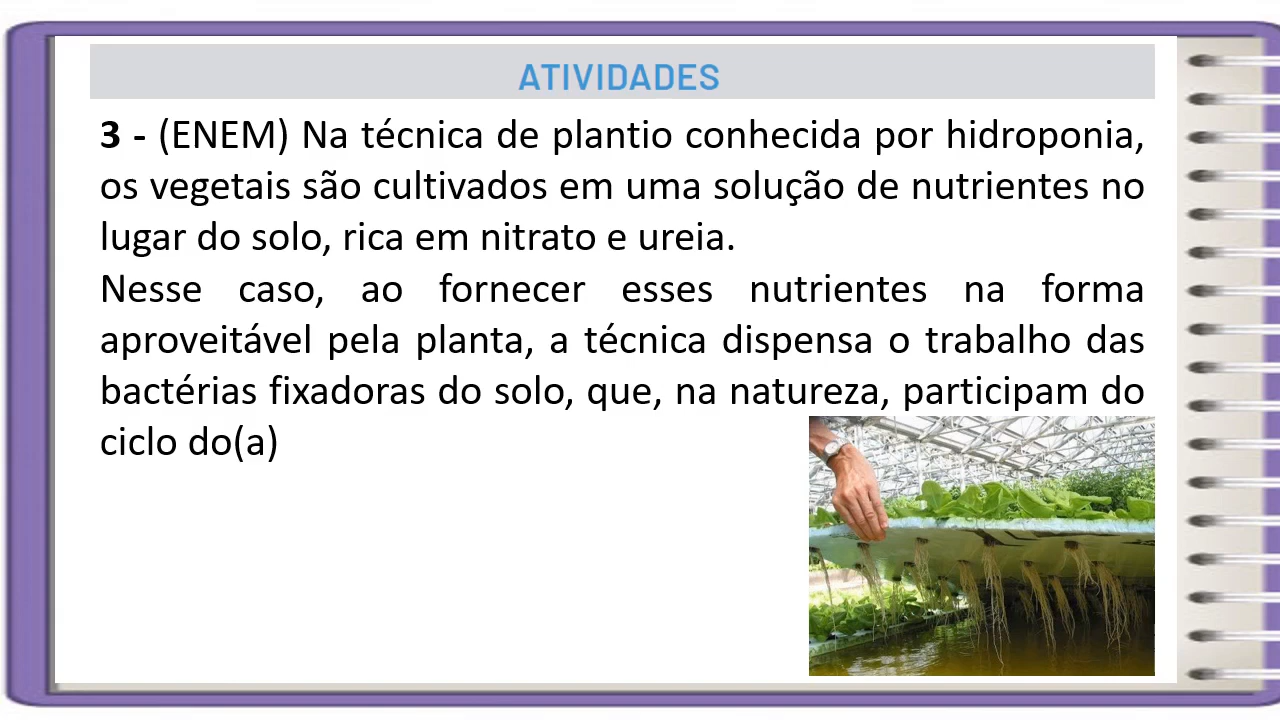 ATIVIDADES
3 - (ENEM) Na técnica de plantio conhecida por hidroponia,
os vegetais são cultivados em uma solução de nutrientes no
lugar do solo, rica em nitrato e ureia.
Nesse caso, ao fornecer esses nutrientes na forma
aproveitável pela planta, a técnica dispensa o trabalho das
bactérias fixadoras do solo, que, na natureza, participam do
ciclo do(a)